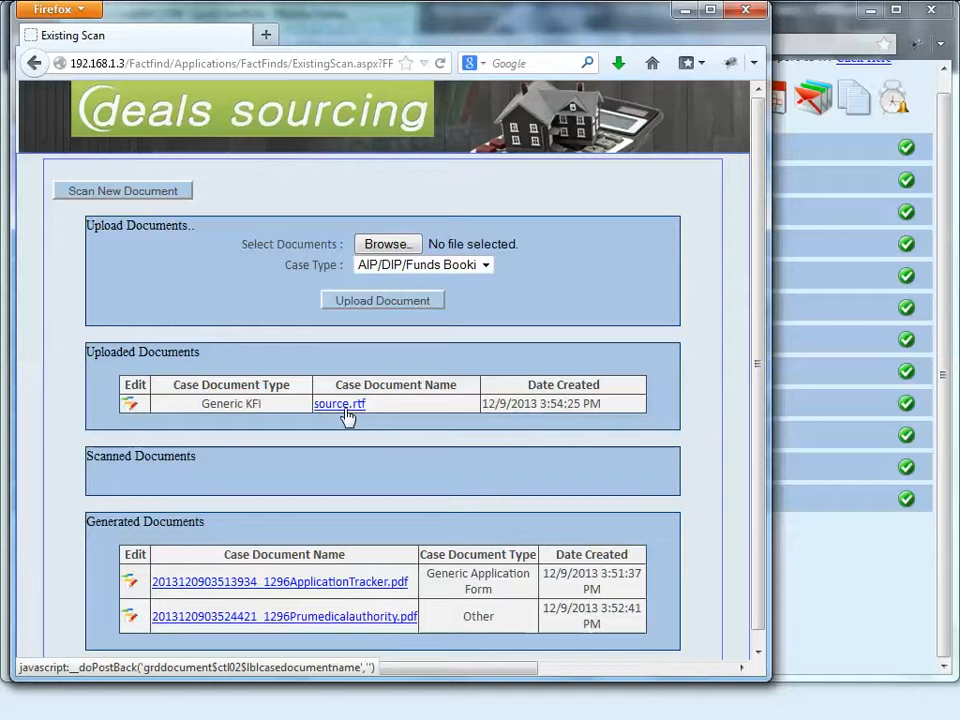 Firefox
Existing Scan
192.168.1.3/Factfind/Applications/FactFinds/ExistingScan.aspx?FF
Google
Click Here
deals sourcing
Scan New Document
Upload Documents..
Select Documents : Browse... No file selected.
Case Type : AIP/DIP/Funds Booki
Upload Document
Uploaded Documents
Edit Case Document Type Case Document Name Date Created
Generic KFI source.rtf 12/9/2013 3:54:25 PM
Scanned Documents
Generated Documents
Edit Case Document Name Case Document Type Date Created
2013120903513934_1296ApplicationTracker.pdf Generic Application Form 12/9/2013 3:51:37 PM
2013120903524421_1296Prumedicalauthority.pdf Other 12/9/2013 3:52:41 PM
javascript:__doPostBack('grddocument$ctl02$lblcasedocumentname','')